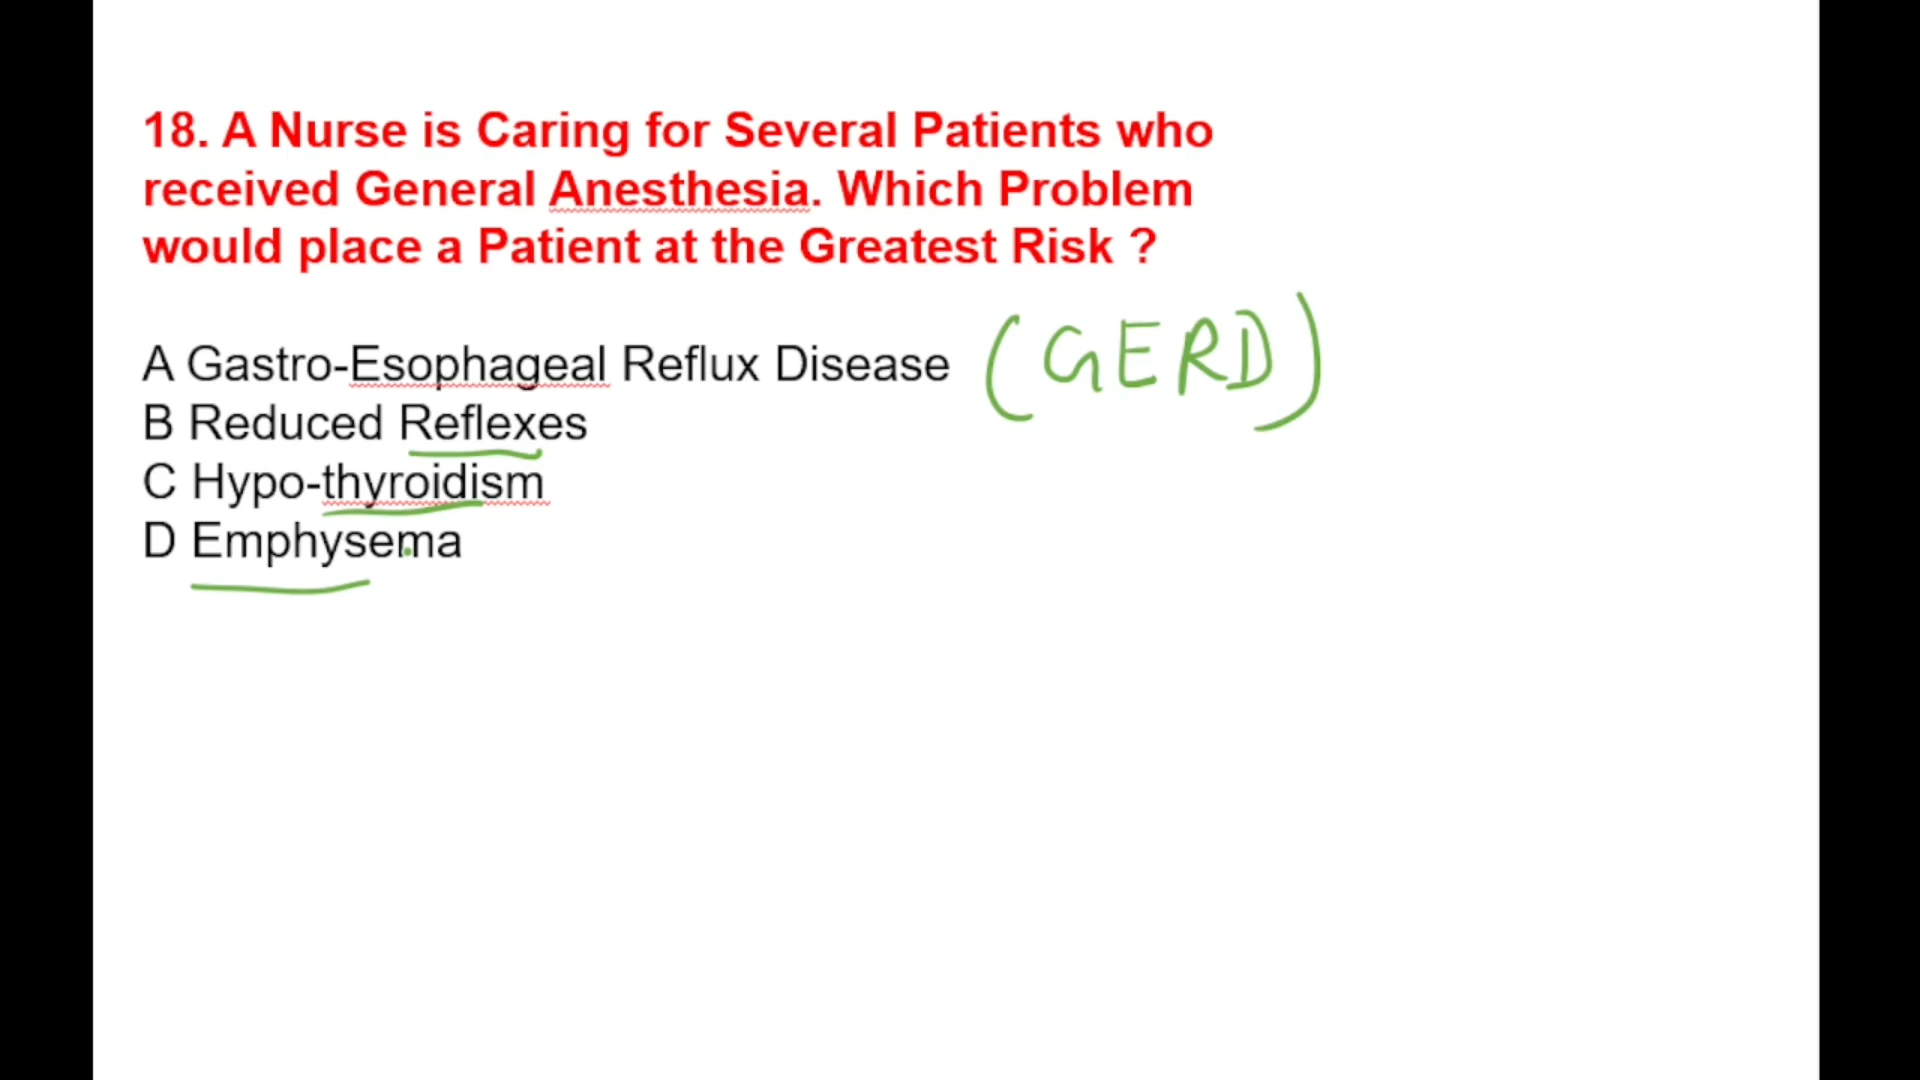 18. A Nurse is Caring for Several Patients who
received General Anesthesia. Which Problem
would place a Patient at the Greatest Risk ?
A Gastro-Esophageal Reflux Disease (GERD)
B Reduced Reflexes
C Hypo-thyroidism
D Emphysema